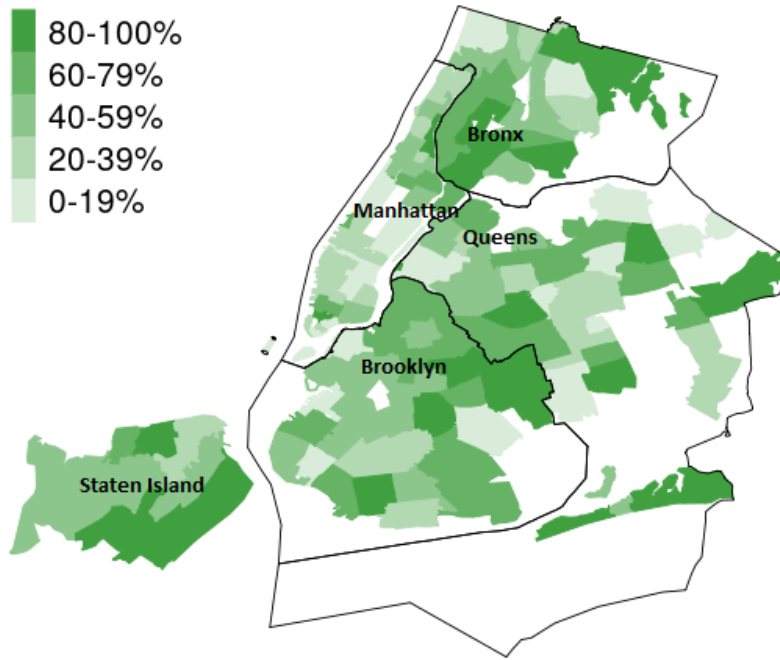 80-100%
60-79%
40-59%
20-39%
0-19%
Bronx
Manhattan
Queens
Brooklyn
Staten Island